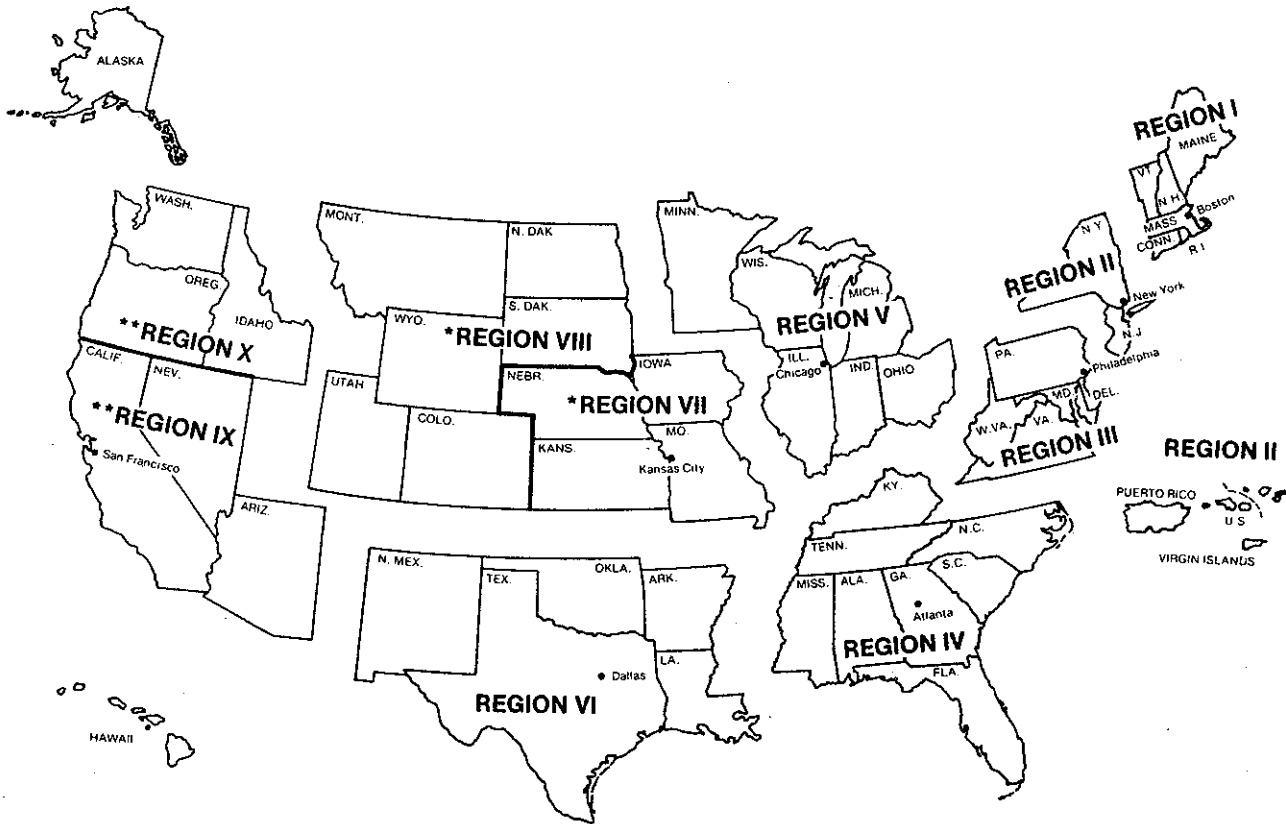 ALASKA
REGION I
MAINE
VT.
N H
Boston
MASS
CONN.
R I
WASH.
MONT.
N. DAK
MINN.
N Y
REGION II
New York
N.J
OREG.
IDAHO
**REGION X
WYO.
S. DAK.
*REGION VIII
WIS.
MICH.
REGION V
CALIF.
NEV.
**REGION IX
San Francisco
UTAH
COLO.
NEBR.
*REGION VII
IOWA
KANS.
MO.
Kansas City
ILL.
Chicago
IND.
OHIO
PA.
Philadelphia
MD.
DEL.
W.VA.
VA.
REGION III
REGION II
PUERTO RICO
U S
VIRGIN ISLANDS
ARIZ.
N. MEX.
TEX.
OKLA.
ARK.
LA.
Dallas
REGION VI
KY.
TENN.
N.C.
S.C.
MISS.
ALA.
GA.
Atlanta
REGION IV
FLA.
HAWAII